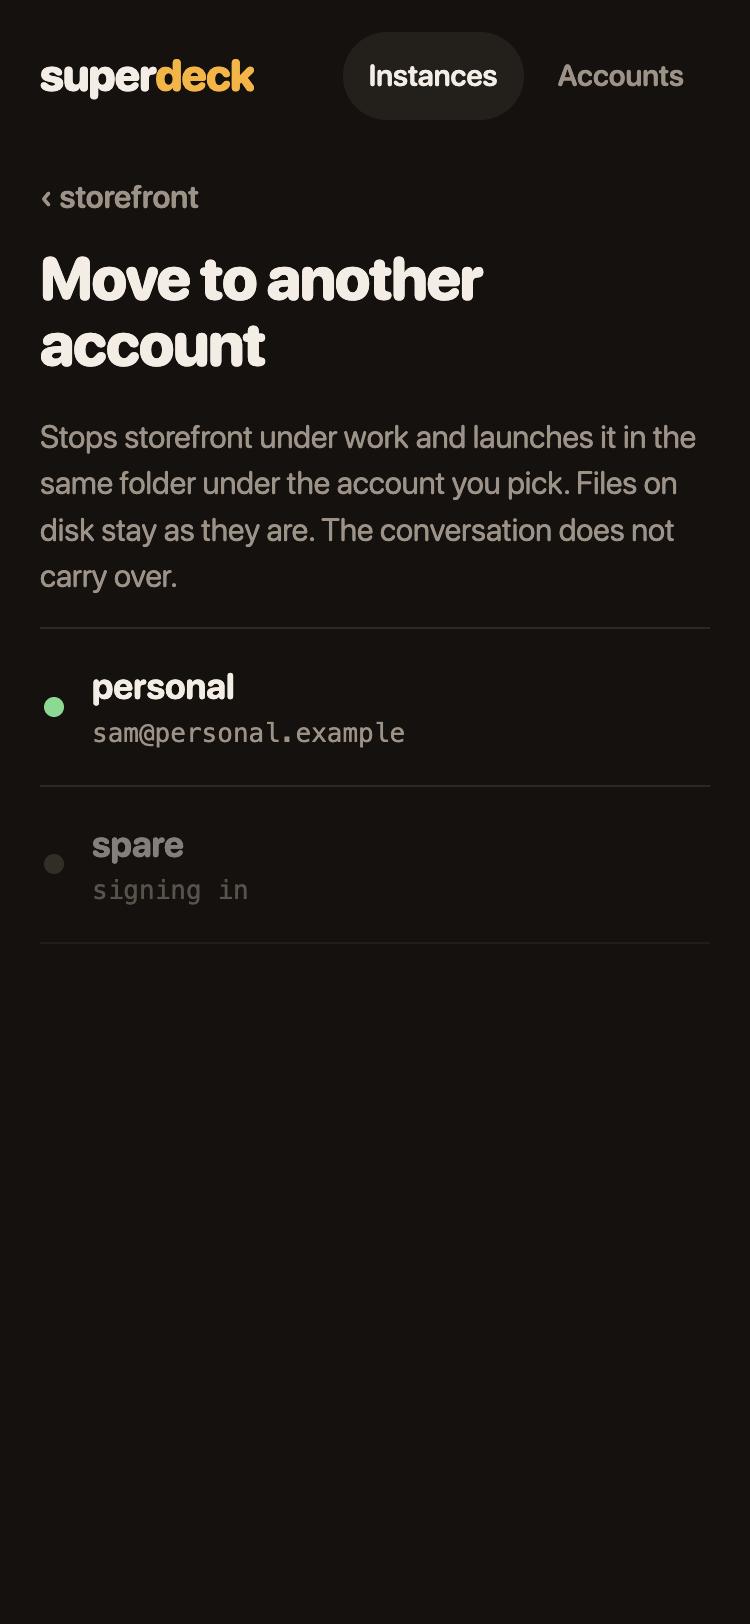 superdeck Instances Accounts
‹ storefront
Move to another
account
Stops storefront under work and launches it in the
same folder under the account you pick. Files on
disk stay as they are. The conversation does not
carry over.
personal
sam@personal.example
spare
signing in